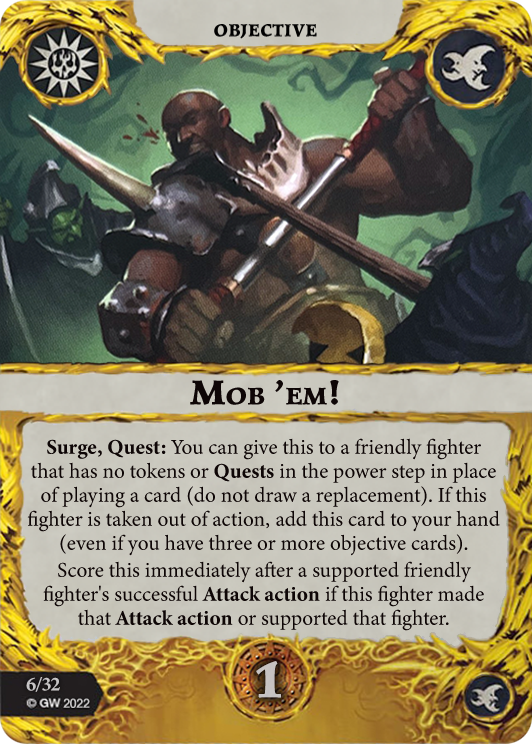 OBJECTIVE
MOB 'EM!
Surge, Quest: You can give this to a friendly fighter
that has no tokens or Quests in the power step in place
of playing a card (do not draw a replacement). If this
fighter is taken out of action, add this card to your hand
(even if you have three or more objective cards).
Score this immediately after a supported friendly
fighter's successful Attack action if this fighter made
that Attack action or supported that fighter.
6/32
© GW 2022
1